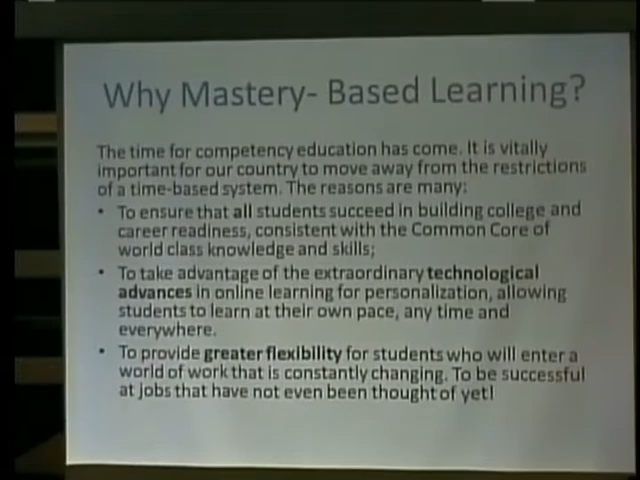 Why Mastery- Based Learning?
The time for competency education has come. It is vitally
important for our country to move away from the restrictions
of a time-based system. The reasons are many:
• To ensure that all students succeed in building college and
career readiness, consistent with the Common Core of
world class knowledge and skills;
• To take advantage of the extraordinary technological
advances in online learning for personalization, allowing
students to learn at their own pace, any time and
everywhere.
• To provide greater flexibility for students who will enter a
world of work that is constantly changing. To be successful
at jobs that have not even been thought of yet!